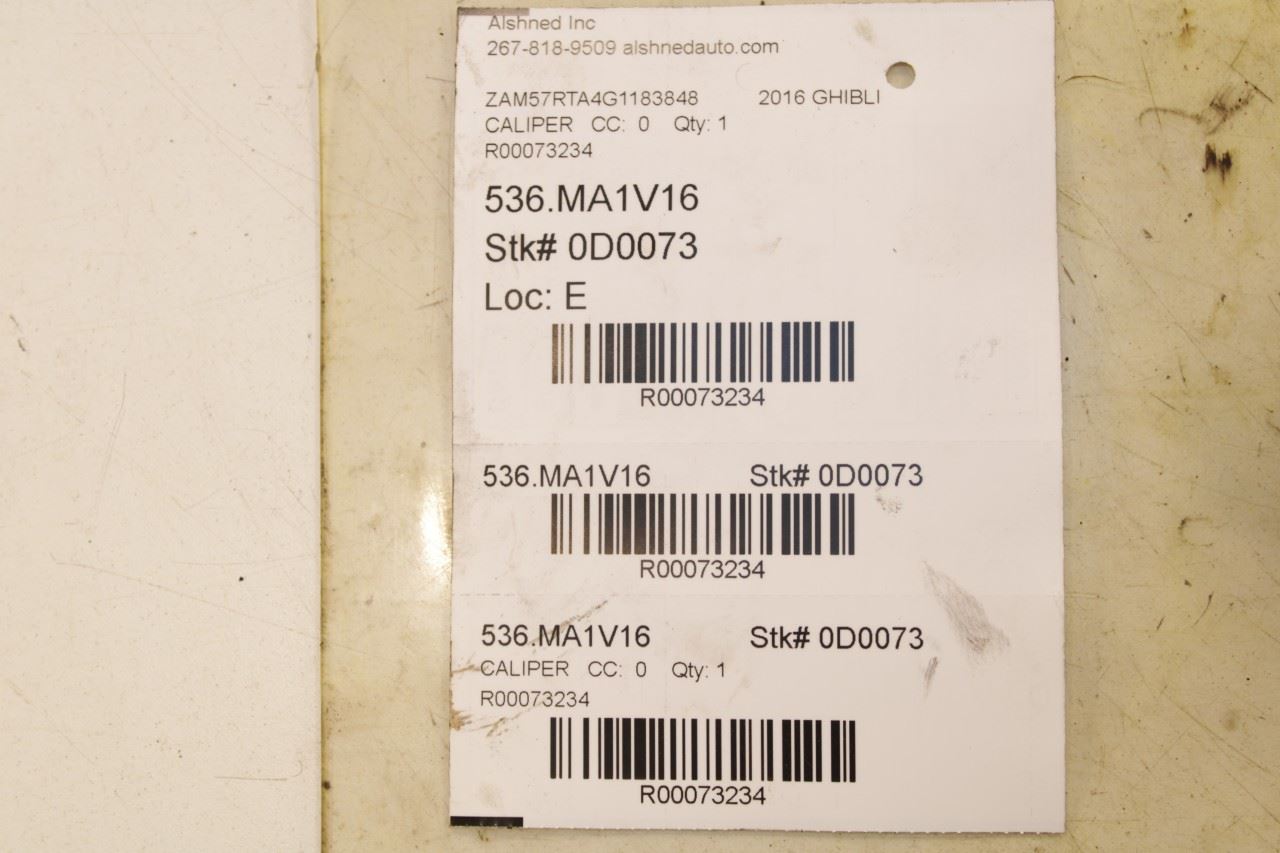 Alshned Inc
267-818-9509 alshnedauto.com
ZAM57RTA4G1183848 2016 GHIBLI
CALIPER CC: 0 Qty: 1
R00073234
536.MA1V16
Stk# 0D0073
Loc: E
R00073234
536.MA1V16 Stk# 0D0073
R00073234
536.MA1V16 Stk# 0D0073
CALIPER CC: 0 Qty: 1
R00073234
R00073234